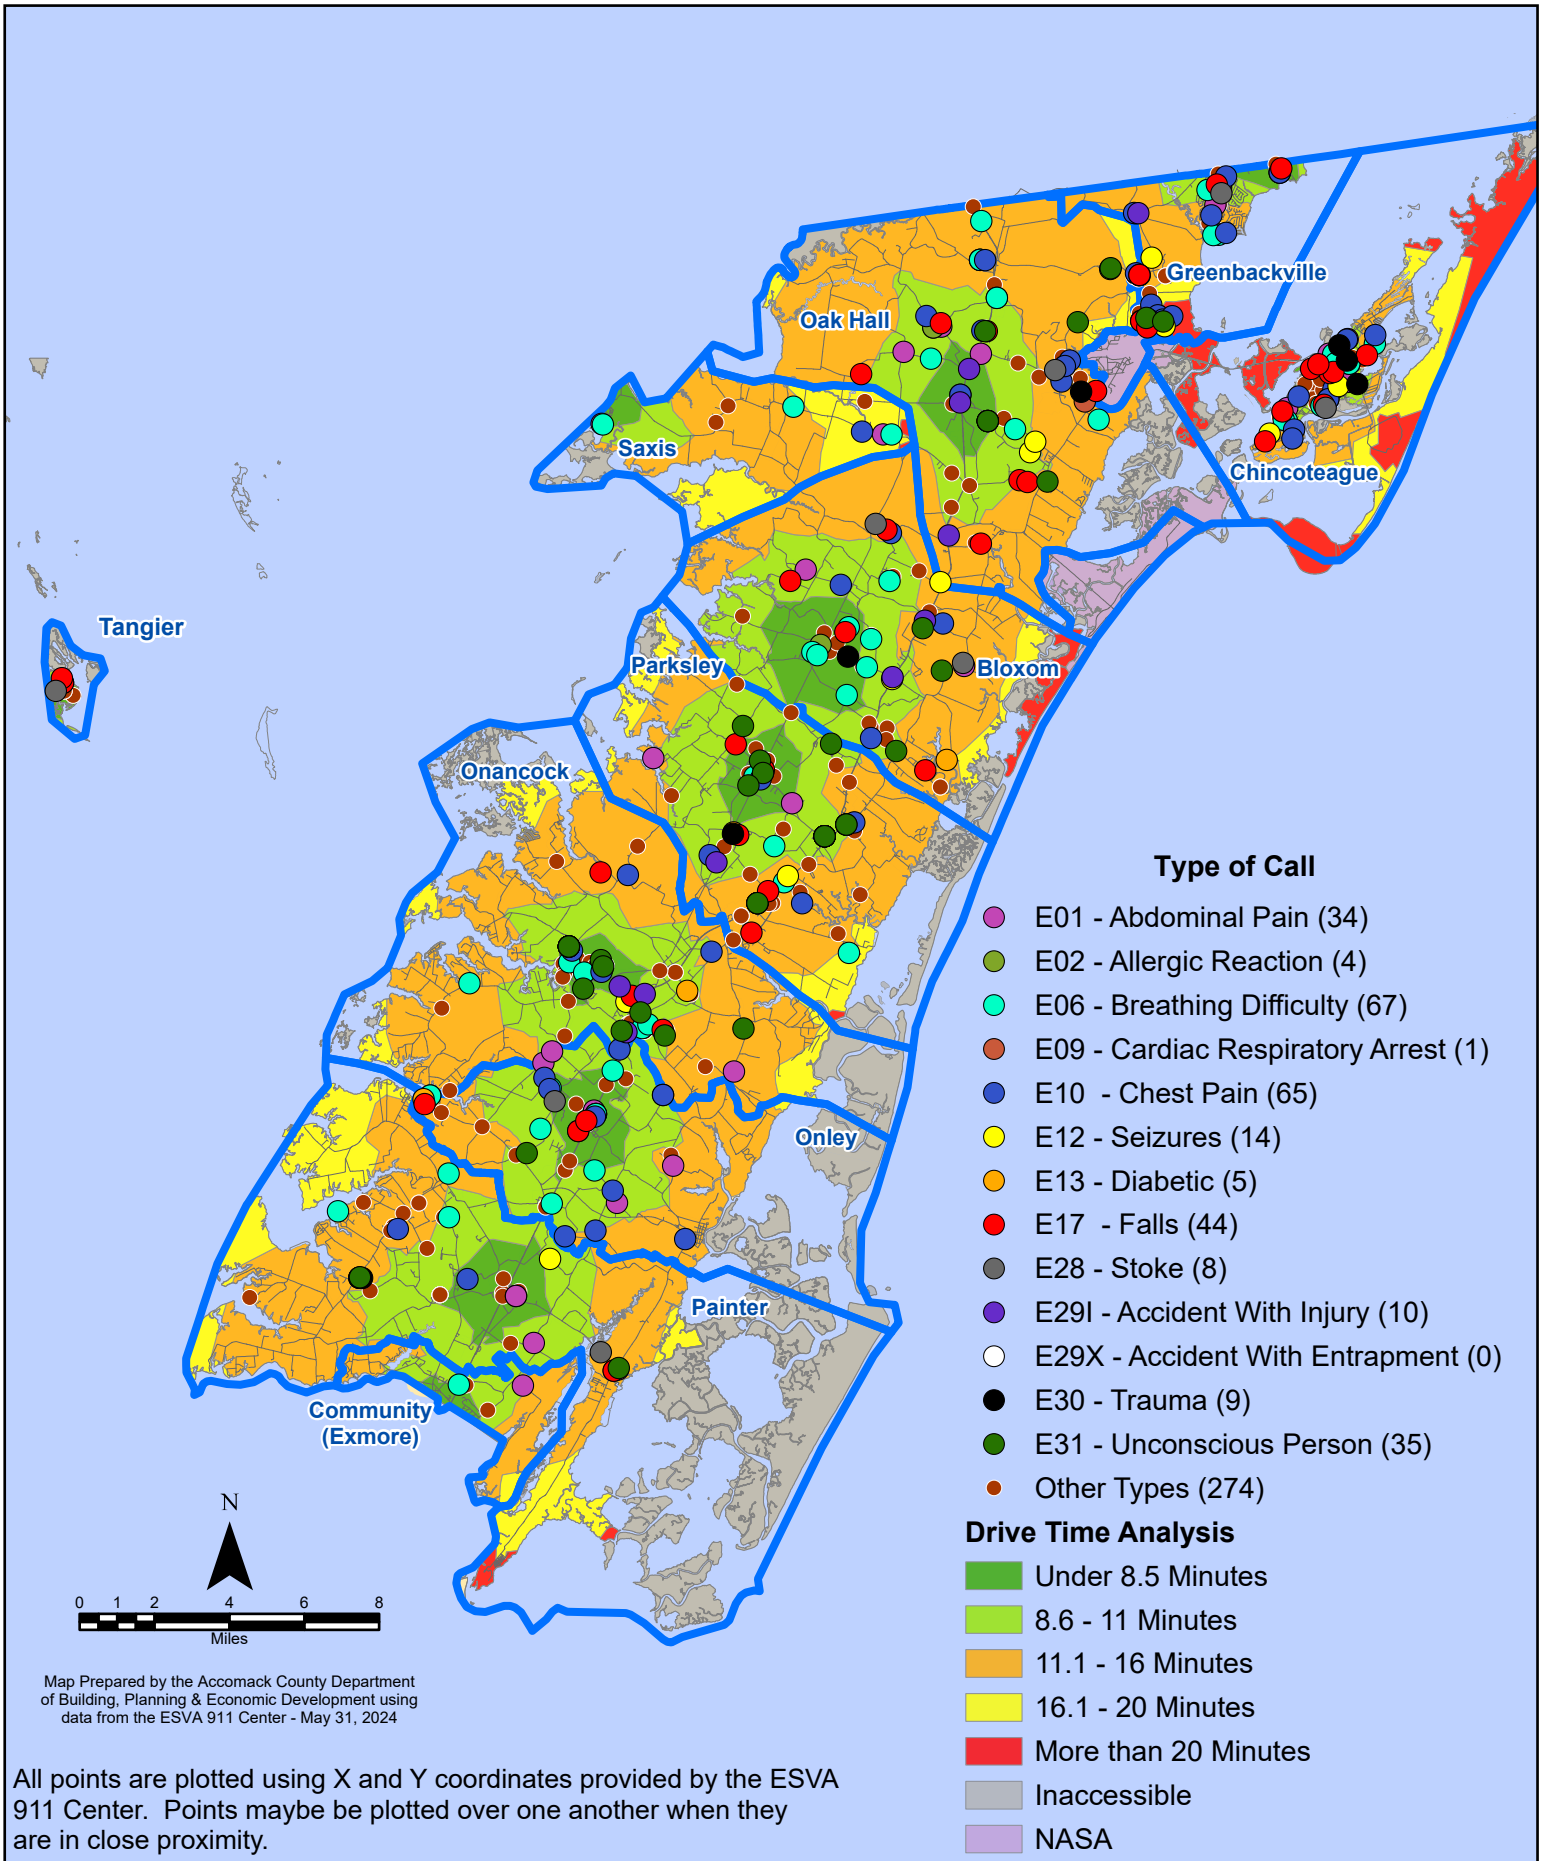 Greenbackville
Oak Hall
Saxis
Chincoteague
Tangier
Parksley
Bloxom
Onancock
Onley
Painter
Community
(Exmore)
Type of Call
E01 - Abdominal Pain (34)
E02 - Allergic Reaction (4)
E06 - Breathing Difficulty (67)
E09 - Cardiac Respiratory Arrest (1)
E10 - Chest Pain (65)
E12 - Seizures (14)
E13 - Diabetic (5)
E17 - Falls (44)
E28 - Stoke (8)
E29I - Accident With Injury (10)
E29X - Accident With Entrapment (0)
E30 - Trauma (9)
E31 - Unconscious Person (35)
Other Types (274)
Drive Time Analysis
Under 8.5 Minutes
8.6 - 11 Minutes
11.1 - 16 Minutes
16.1 - 20 Minutes
More than 20 Minutes
Inaccessible
NASA
N
0 1 2 4 6 8
Miles
Map Prepared by the Accomack County Department
of Building, Planning & Economic Development using
data from the ESVA 911 Center - May 31, 2024
All points are plotted using X and Y coordinates provided by the ESVA
911 Center. Points maybe be plotted over one another when they
are in close proximity.